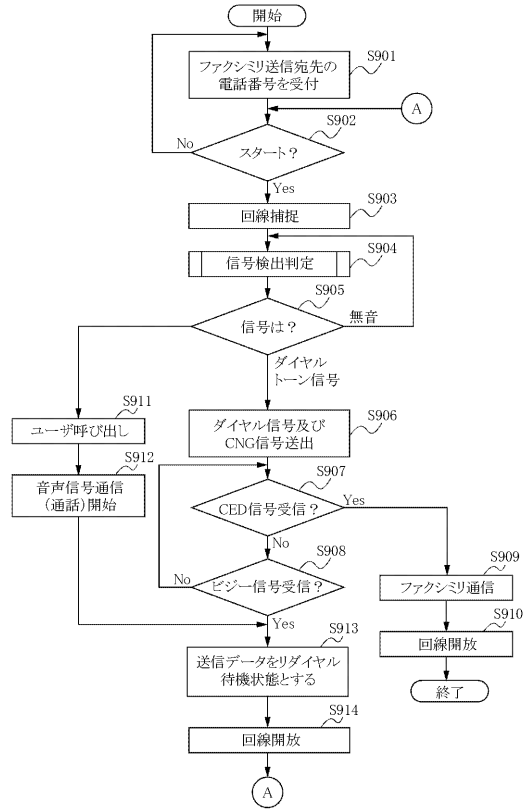 開始
S901
ファクシミリ送信宛先の
電話番号を受付
A
S902
スタート？
No
Yes
S903
回線捕捉
S904
信号検出判定
S905
信号は？
無音
ダイヤル
トーン信号
S911
ユーザ呼び出し
S912
音声信号通信
(通話)開始
S906
ダイヤル信号及び
CNG信号送出
S907
CED信号受信？
Yes
No
S908
ビジー信号受信？
No
Yes
S909
ファクシミリ通信
S910
回線開放
終了
S913
送信データをリダイヤル
待機状態とする
S914
回線開放
A